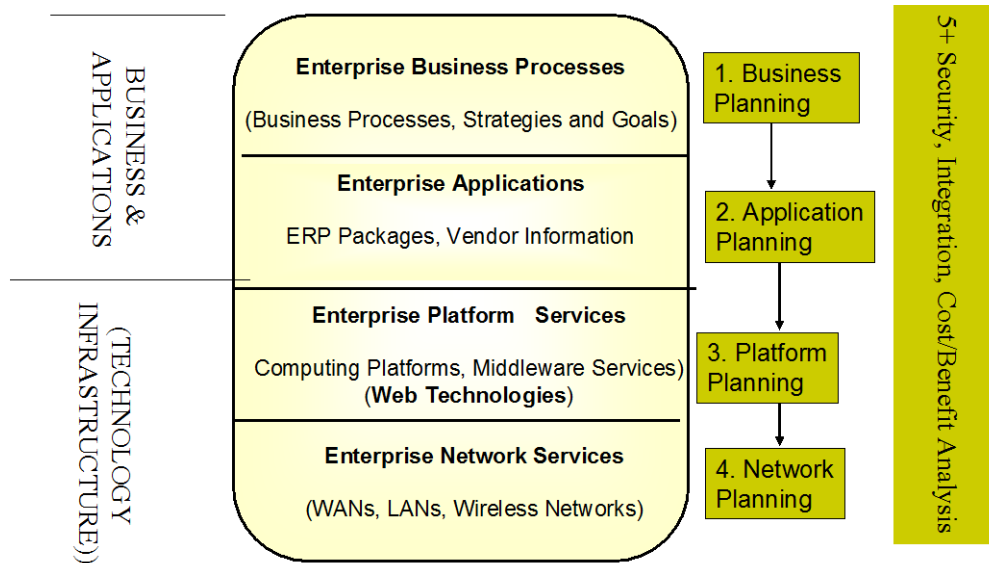 BUSINESS &
APPLICATIONS
(TECHNOLOGY
INFRASTRUCTURE))
Enterprise Business Processes
(Business Processes, Strategies and Goals)
Enterprise Applications
ERP Packages, Vendor Information
Enterprise Platform Services
Computing Platforms, Middleware Services)
(Web Technologies)
Enterprise Network Services
(WANs, LANs, Wireless Networks)
1. Business
Planning
2. Application
Planning
3. Platform
Planning
4. Network
Planning
5+ Security, Integration, Cost/Benefit Analysis